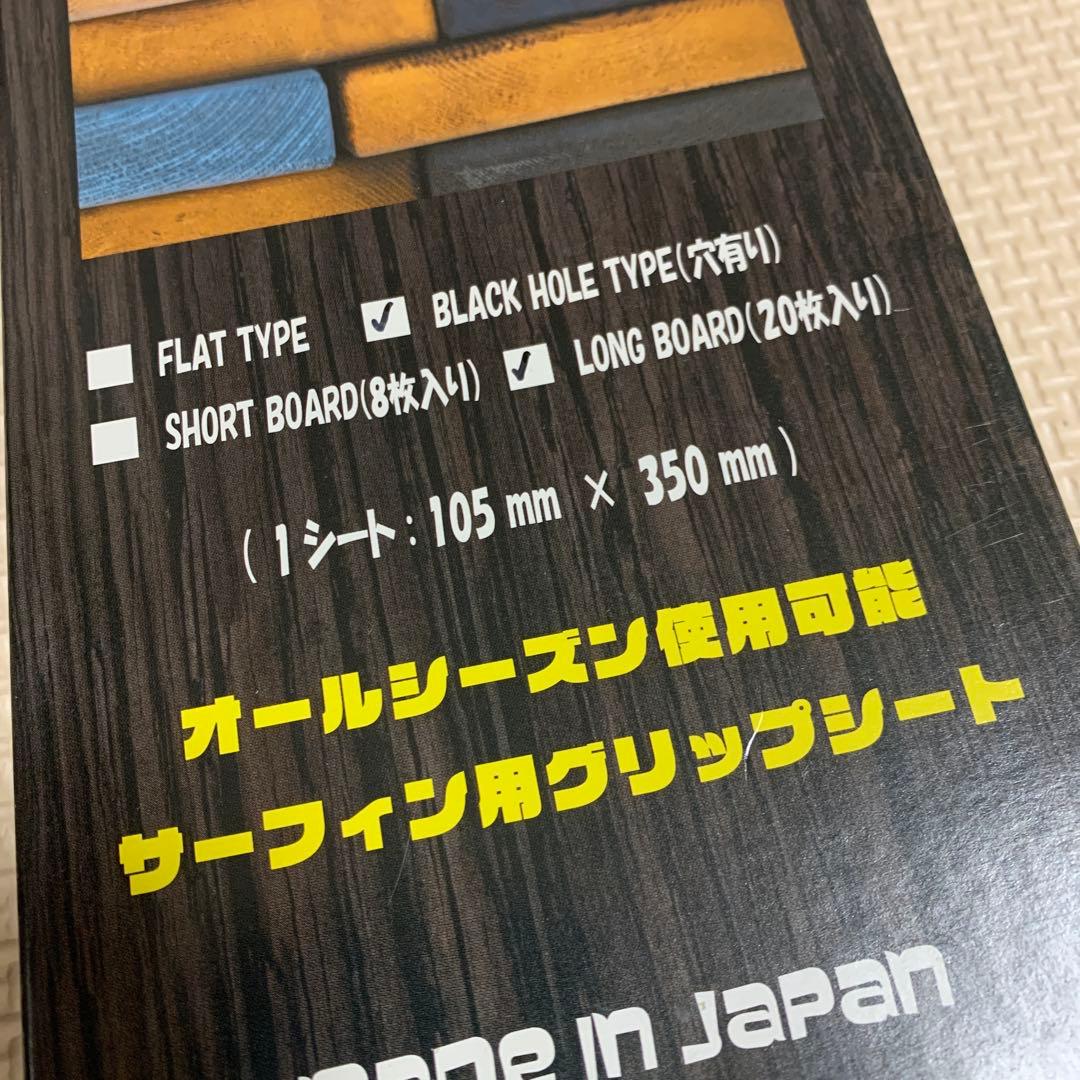 FLAT TYPE ✓ BLACK HOLE TYPE(穴有り)
SHORT BOARD(8枚入り) ✓ LONG BOARD(20枚入り)
( 1シート : 105 mm × 350 mm )
オールシーズン使用可能
サーフィン用グリップシート
made in Japan